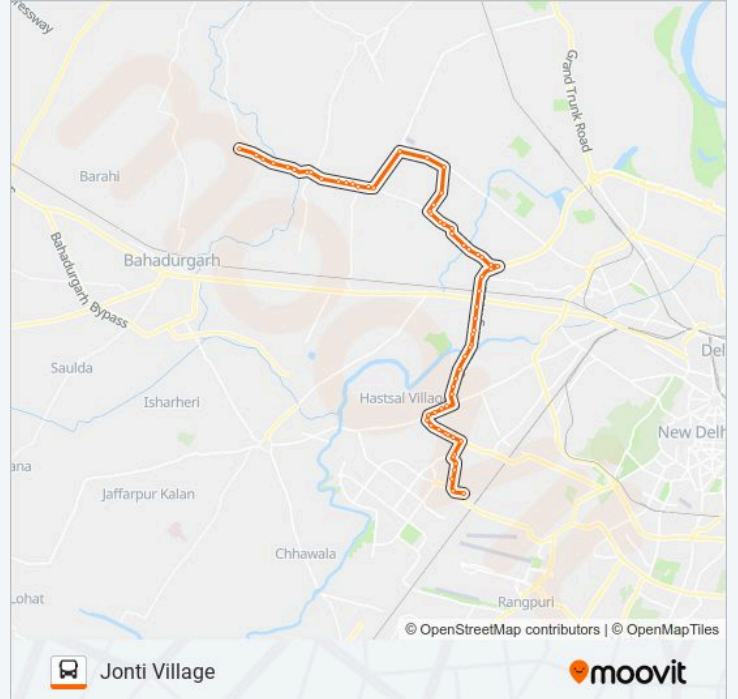 ressway
Grand Trunk Road
Barahi
Bahadurgarh
Bahadurgarh Bypass
Del
Saulda
Hastsal Villag
Isharheri
New Delh
ana
Jaffarpur Kalan
Chhawala
Lohat
Rangpuri
© OpenStreetMap contributors | © OpenMapTiles
Jonti Village
moovit